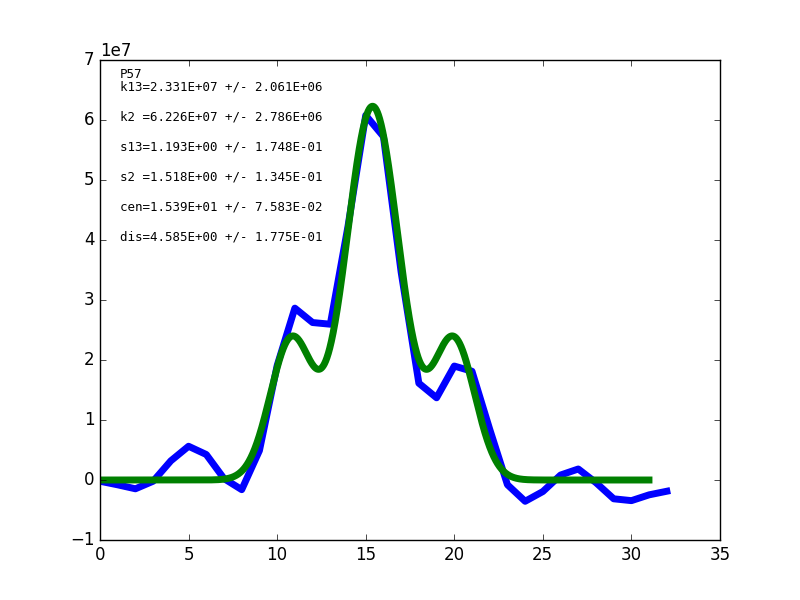 1e7
7
P57
k13=2.331E+07 +/- 2.061E+06
6
k2 =6.226E+07 +/- 2.786E+06
s13=1.193E+00 +/- 1.748E-01
5
s2 =1.518E+00 +/- 1.345E-01
cen=1.539E+01 +/- 7.583E-02
4
dis=4.585E+00 +/- 1.775E-01
3
2
1
0
−1
0 5 10 15 20 25 30 35